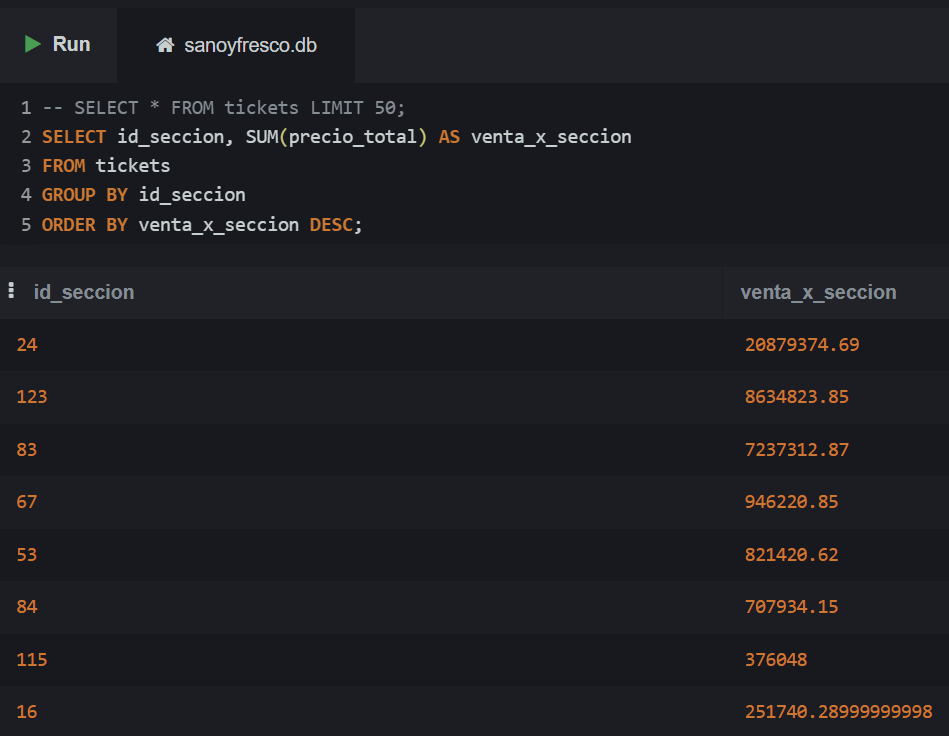 Run sanoyfresco.db
1 -- SELECT * FROM tickets LIMIT 50;
2 SELECT id_seccion, SUM(precio_total) AS venta_x_seccion
3 FROM tickets
4 GROUP BY id_seccion
5 ORDER BY venta_x_seccion DESC;
id_seccion venta_x_seccion
24 20879374.69
123 8634823.85
83 7237312.87
67 946220.85
53 821420.62
84 707934.15
115 376048
16 251740.28999999998